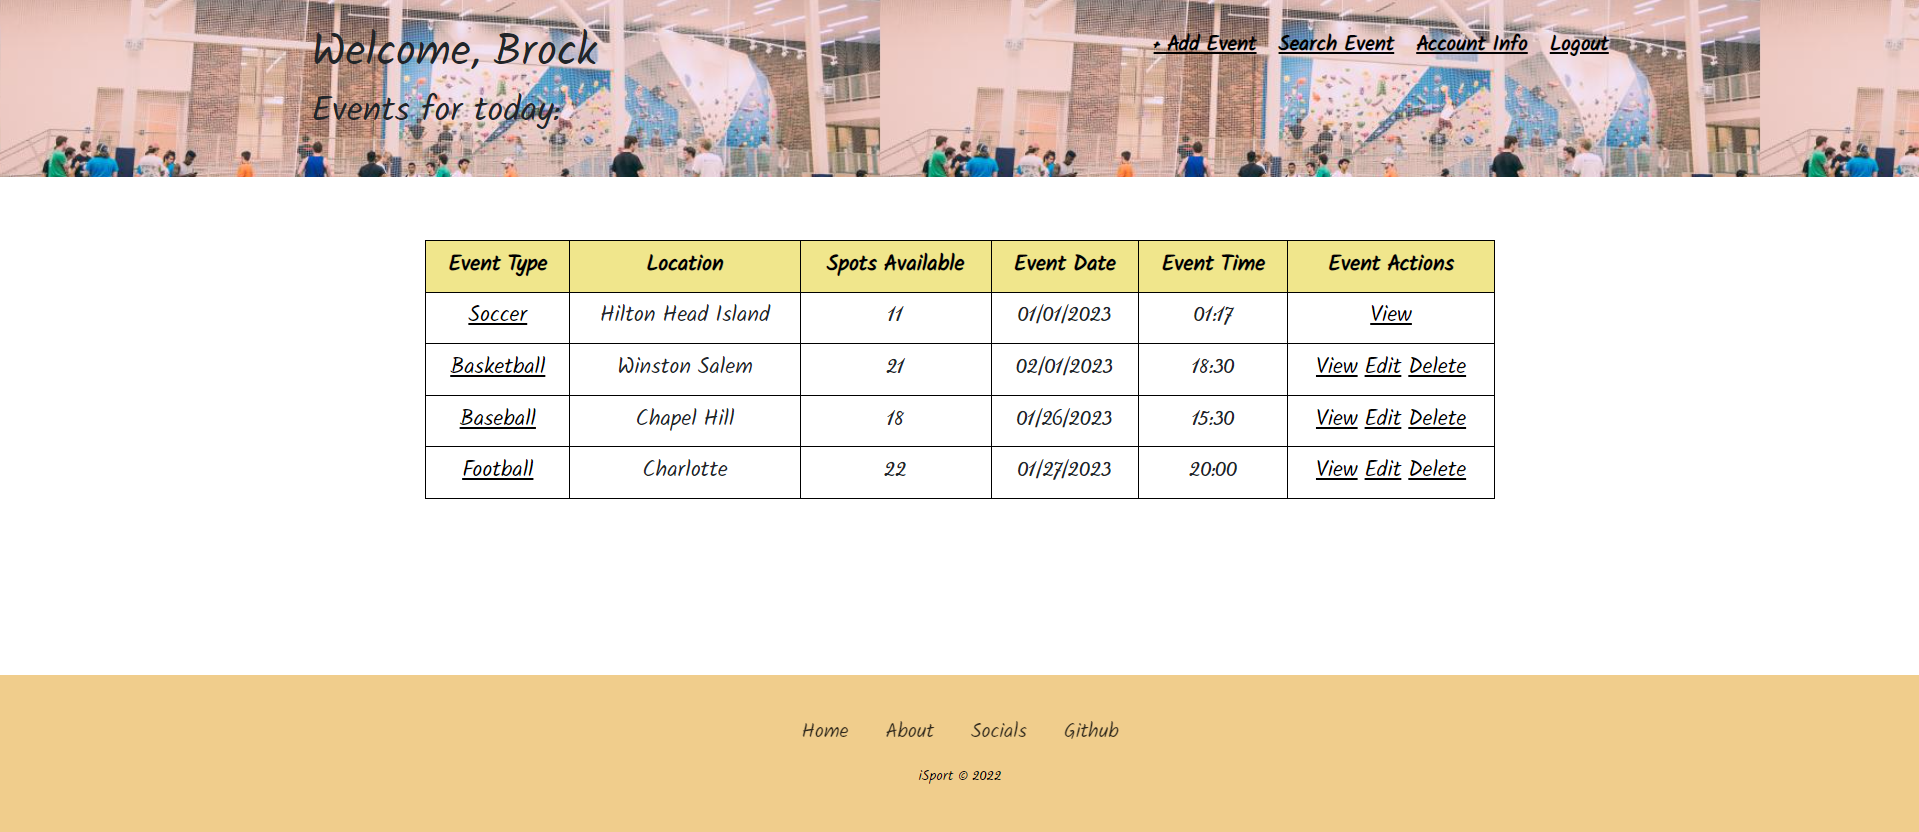 Welcome, Brock
+ Add Event Search Event Account Info Logout
Events for today:
Event Type Location Spots Available Event Date Event Time Event Actions
Soccer Hilton Head Island 11 01/01/2023 01:17 View
Basketball Winston Salem 21 02/01/2023 18:30 View Edit Delete
Baseball Chapel Hill 18 01/26/2023 15:30 View Edit Delete
Football Charlotte 22 01/27/2023 20:00 View Edit Delete
Home About Socials Github
iSport © 2022